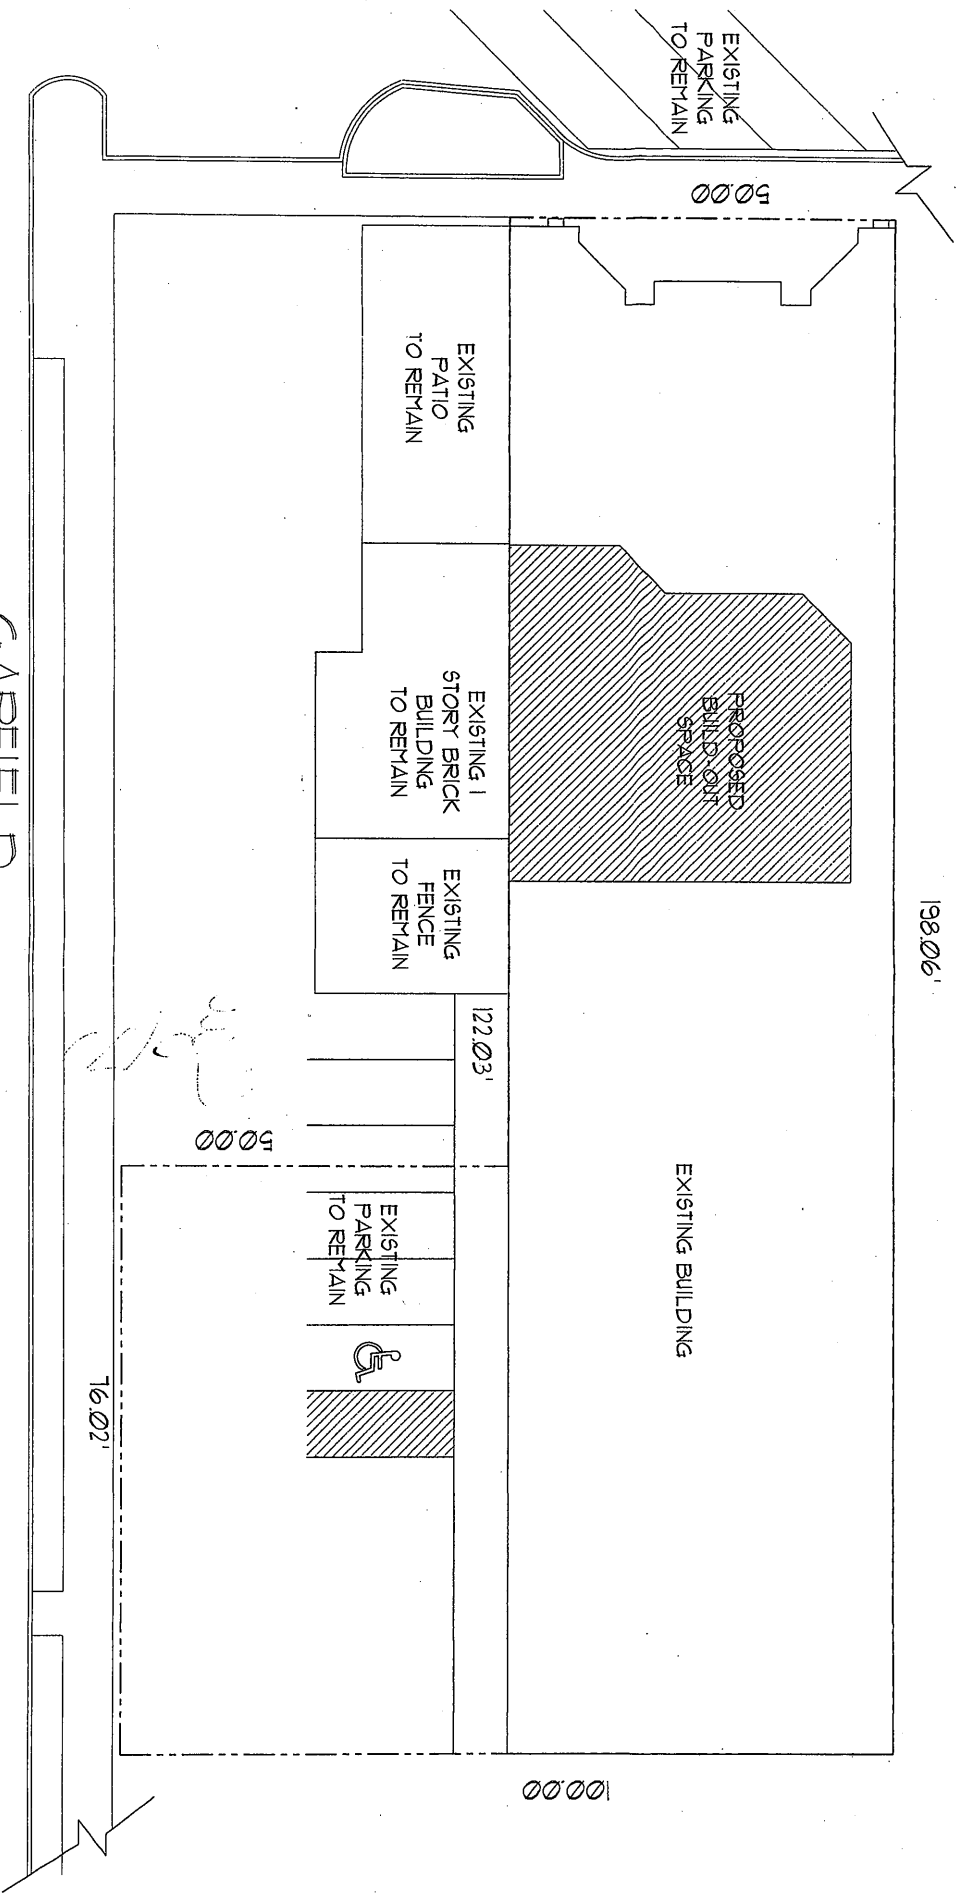 EXISTING
PARKING
TO REMAIN
50.00
EXISTING
PATIO
TO REMAIN
EXISTING 1
STORY BRICK
BUILDING
TO REMAIN
PROPOSED
BUILD-OUT
SPACE
EXISTING
FENCE
TO REMAIN
198.06'
122.03'
50.00
EXISTING BUILDING
EXISTING
PARKING
TO REMAIN
76.02'
100.00
GARFIELD